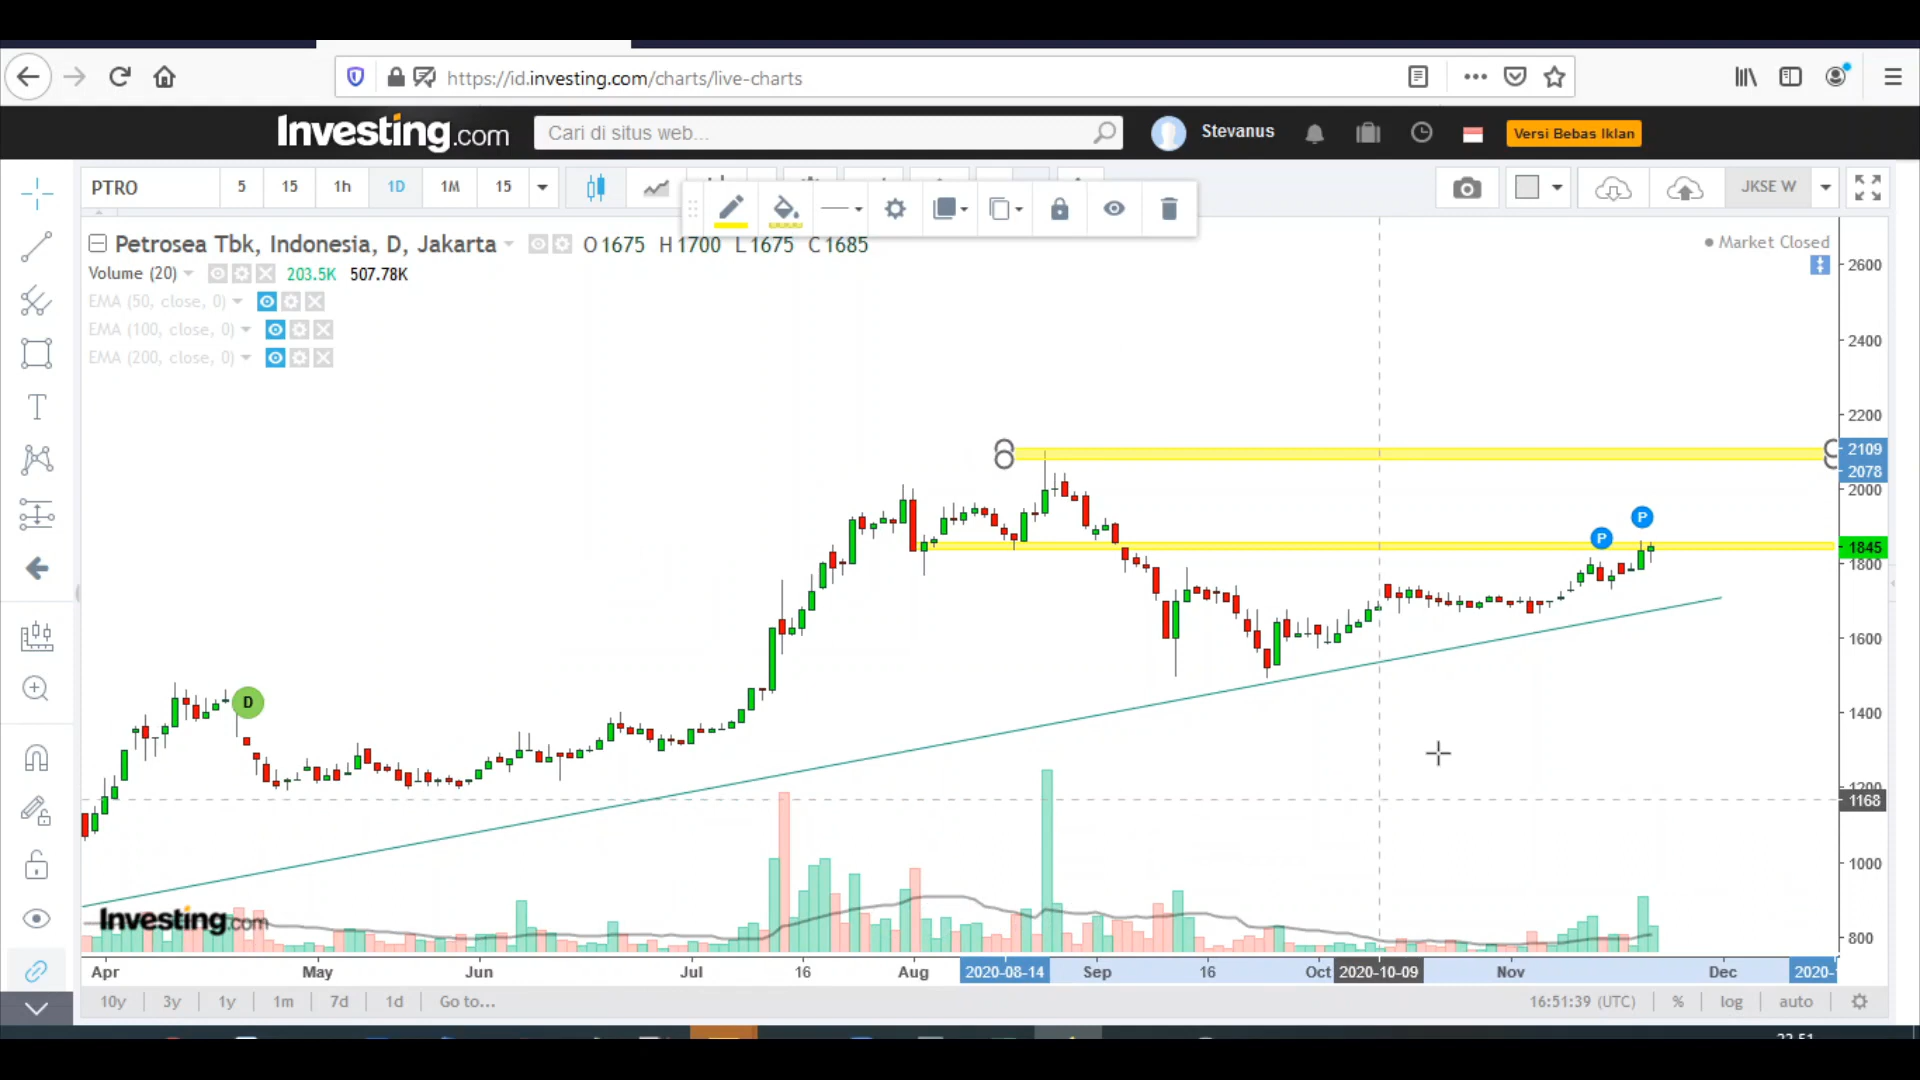 https://id.investing.com/charts/live-charts
Investing.com
Cari di situs web...
Stevanus
Versi Bebas Iklan
PTRO
5
15
1h
1D
1M
15
JKSE W
Petrosea Tbk, Indonesia, D, Jakarta
O 1675 H 1700 L 1675 C 1685
Market Closed
Volume (20) 203.5K 507.78K
EMA (50, close, 0)
EMA (100, close, 0)
EMA (200, close, 0)
2600
2400
2200
2109
2078
2000
P
P
1845
1800
1600
D
1400
1168
1000
Investing.com
800
Apr May Jun Jul 16 Aug 2020-08-14 Sep 16 Oct 2020-10-09 Nov Dec 2020-
10y 3y 1y 1m 7d 1d Go to... 16:51:39 (UTC) % log auto